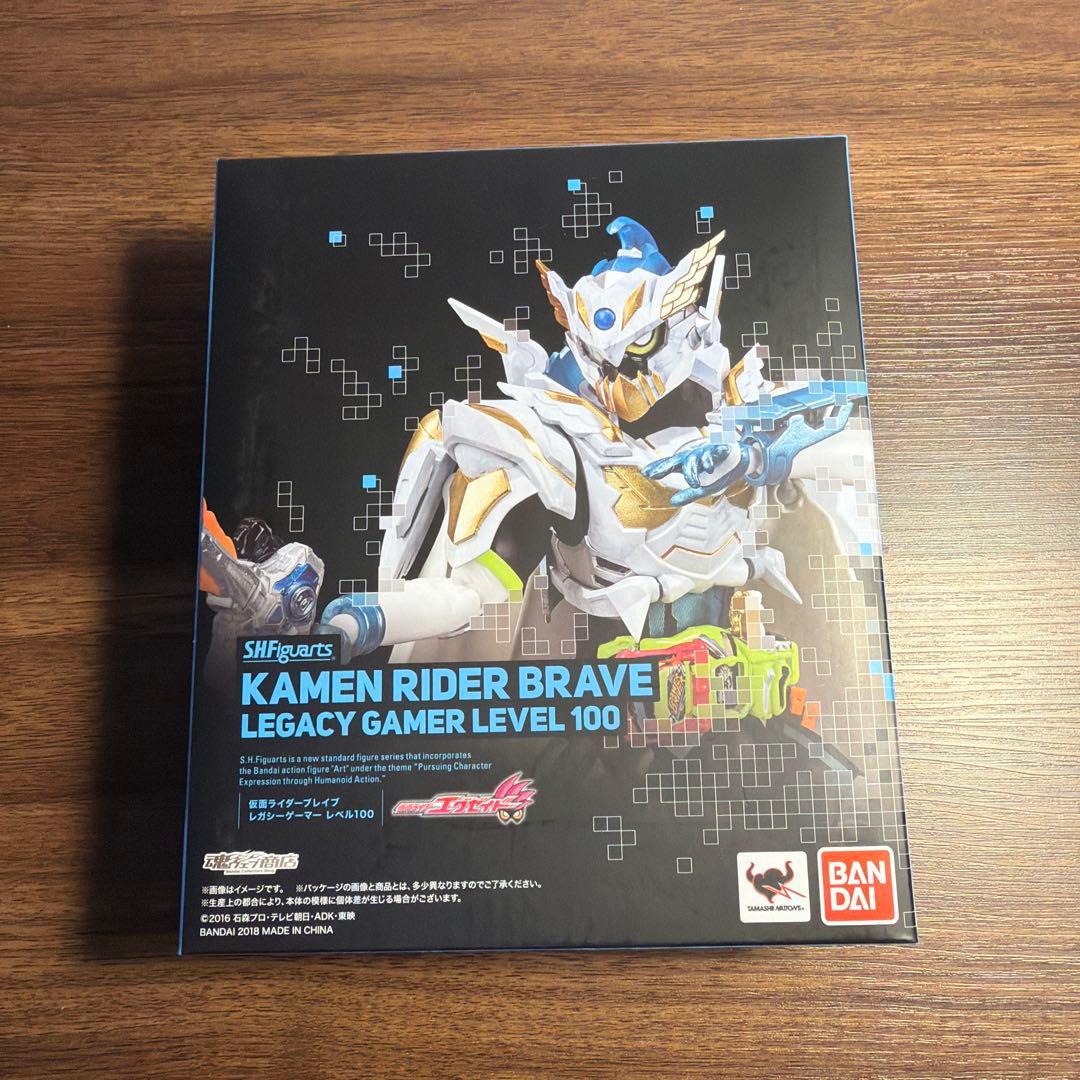 S.H.Figuarts
KAMEN RIDER BRAVE
LEGACY GAMER LEVEL 100
S.H.Figuarts is a new standard figure series that incorporates
the Bandai action figure "Art" under the theme "Pursuing Character
Expression through Humanoid Action."
仮面ライダーブレイブ
レガシーゲーマー レベル100
仮面ライダーエグゼイド
魂ウェブ商店
Bandai Collectors Shop
※画像はイメージです。 ※パッケージの画像と商品とは、多少異なりますのでご了承ください。
※生産上の都合により、本体の模様に個体差が生じる場合がございます。
©2016 石森プロ・テレビ朝日・ADK・東映
BANDAI 2018 MADE IN CHINA
TAMASHII NATIONS
BAN
DAI